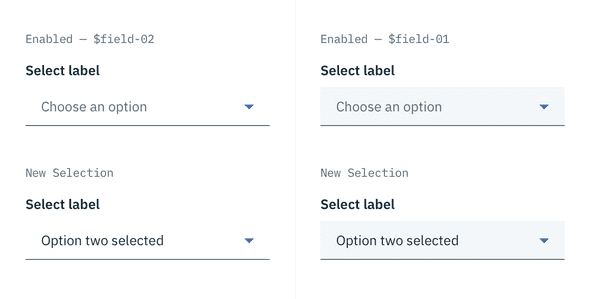 Enabled — $field-02
Select label
Choose an option
New Selection
Select label
Option two selected
Enabled — $field-01
Select label
Choose an option
New Selection
Select label
Option two selected